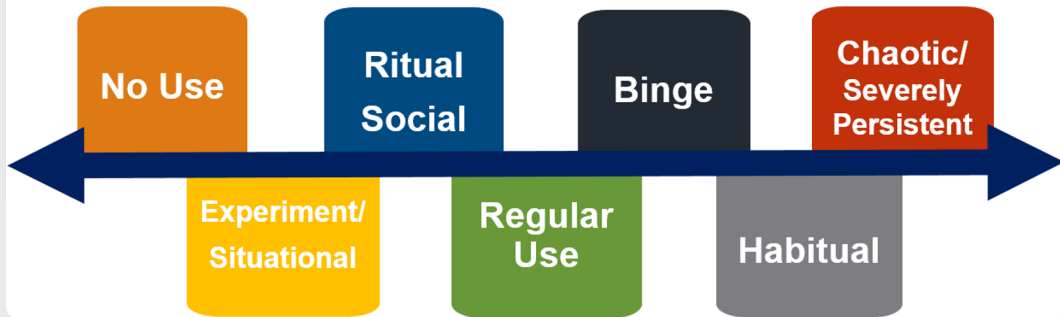 No Use
Experiment/
Situational
Ritual
Social
Regular
Use
Binge
Habitual
Chaotic/
Severely
Persistent